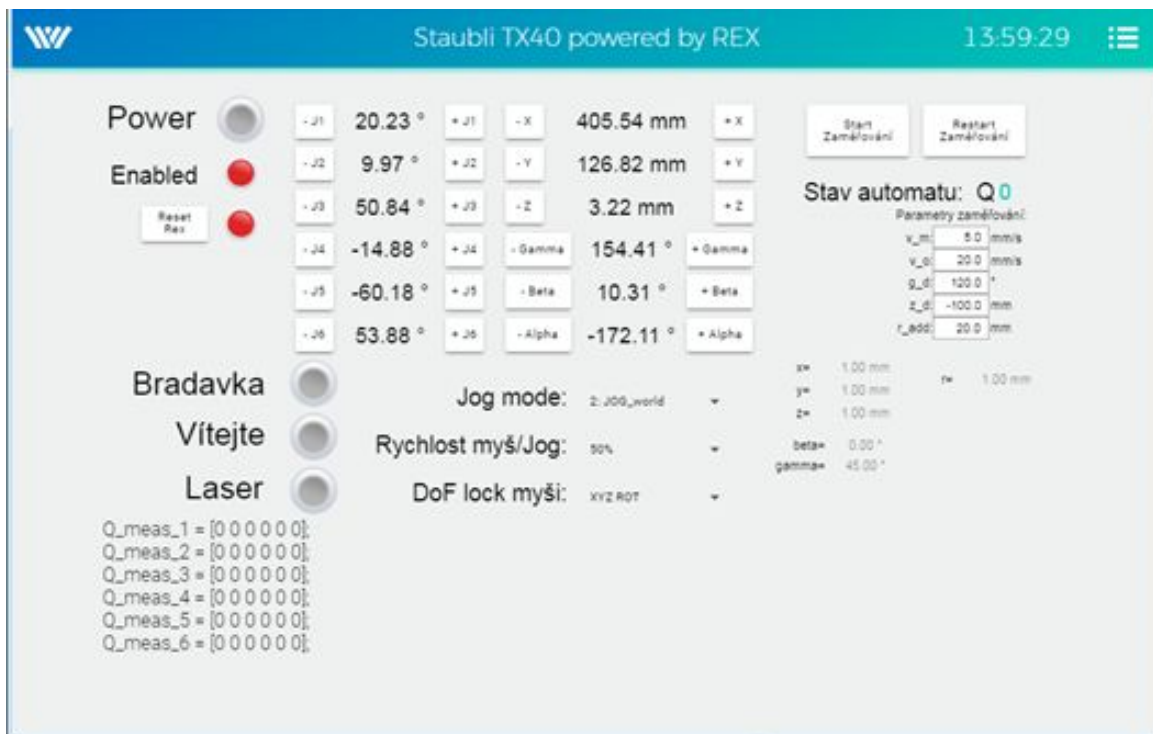 Staubli TX40 powered by REX 13:59:29
Power
Enabled
Reset
Rex
- J1 20.23 ° + J1 - X 405.54 mm + X
- J2 9.97 ° + J2 - Y 126.82 mm + Y
- J3 50.84 ° + J3 - Z 3.22 mm + Z
- J4 -14.88 ° + J4 - Gamma 154.41 ° + Gamma
- J5 -60.18 ° + J5 - Beta 10.31 ° + Beta
- J6 53.88 ° + J6 - Alpha -172.11 ° + Alpha
Start
Zaměřování
Restart
Zaměřování
Stav automatu: Q 0
Parametry zaměřování:
v_m: 5.0 mm/s
v_o: 20.0 mm/s
g_d: 120.0 °
z_d: -100.0 mm
r_add: 20.0 mm
x= 1.00 mm r= 1.00 mm
y= 1.00 mm
z= 1.00 mm
beta= 0.00 °
gamma= 45.00 °
Bradavka
Vítejte
Laser
Jog mode: 2: JOG_world
Rychlost myš/Jog: 50%
DoF lock myši: XYZ ROT
Q_meas_1 = [0 0 0 0 0 0];
Q_meas_2 = [0 0 0 0 0 0];
Q_meas_3 = [0 0 0 0 0 0];
Q_meas_4 = [0 0 0 0 0 0];
Q_meas_5 = [0 0 0 0 0 0];
Q_meas_6 = [0 0 0 0 0 0];